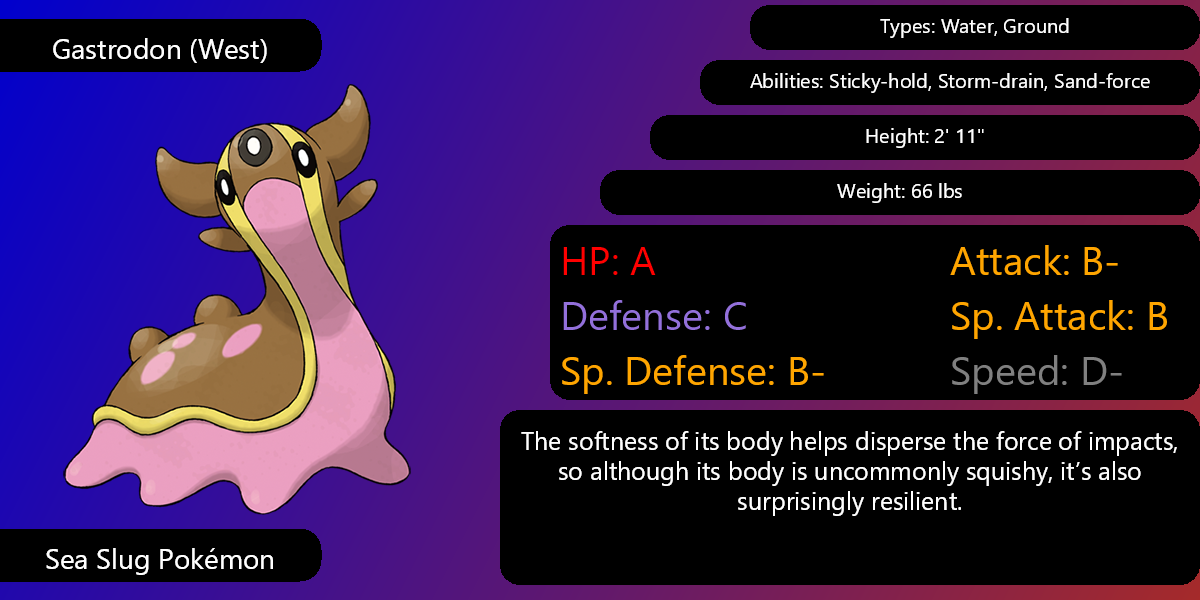 Gastrodon (West)
Types: Water, Ground
Abilities: Sticky-hold, Storm-drain, Sand-force
Height: 2' 11"
Weight: 66 lbs
HP: A
Attack: B-
Defense: C
Sp. Attack: B
Sp. Defense: B-
Speed: D-
The softness of its body helps disperse the force of impacts,
so although its body is uncommonly squishy, it’s also
surprisingly resilient.
Sea Slug Pokémon